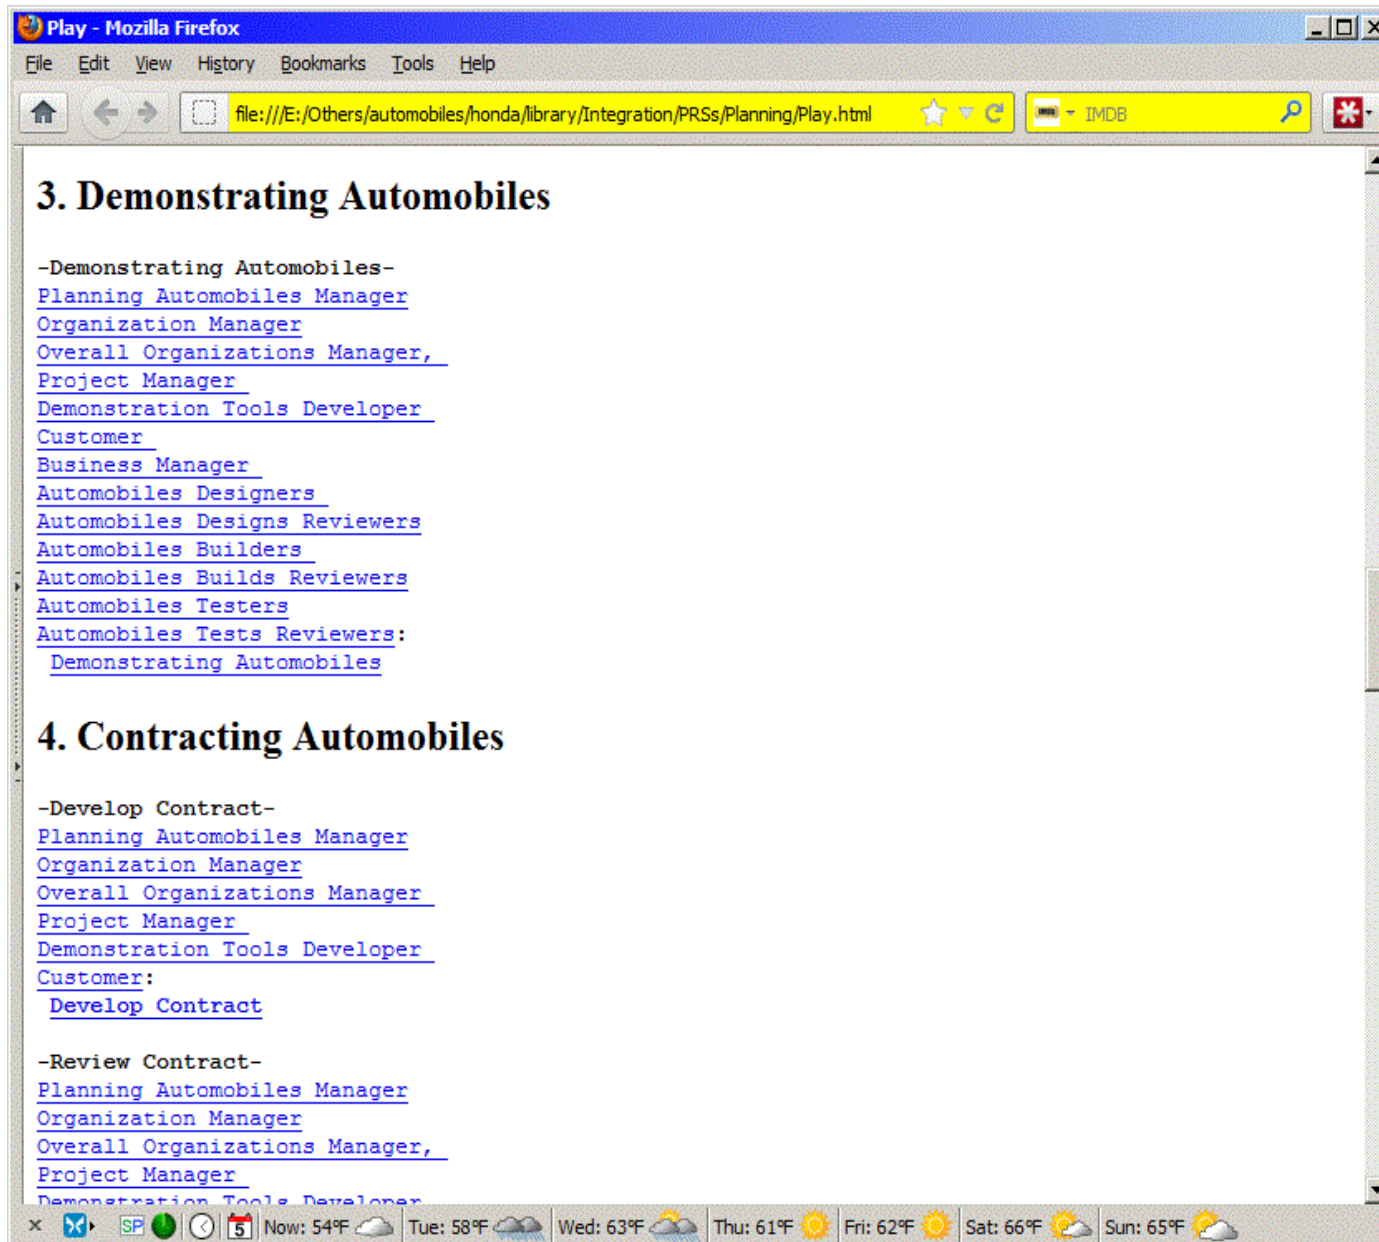 Play - Mozilla Firefox
File Edit View History Bookmarks Tools Help
file:///E:/Others/automobiles/honda/library/Integration/PRSs/Planning/Play.html IMDB
3. Demonstrating Automobiles
-Demonstrating Automobiles-
Planning Automobiles Manager
Organization Manager
Overall Organizations Manager,
Project Manager
Demonstration Tools Developer
Customer
Business Manager
Automobiles Designers
Automobiles Designs Reviewers
Automobiles Builders
Automobiles Builds Reviewers
Automobiles Testers
Automobiles Tests Reviewers:
Demonstrating Automobiles
4. Contracting Automobiles
-Develop Contract-
Planning Automobiles Manager
Organization Manager
Overall Organizations Manager
Project Manager
Demonstration Tools Developer
Customer:
Develop Contract
-Review Contract-
Planning Automobiles Manager
Organization Manager
Overall Organizations Manager,
Project Manager
Demonstration Tools Developer
SP 5 Now: 54°F Tue: 58°F Wed: 63°F Thu: 61°F Fri: 62°F Sat: 66°F Sun: 65°F